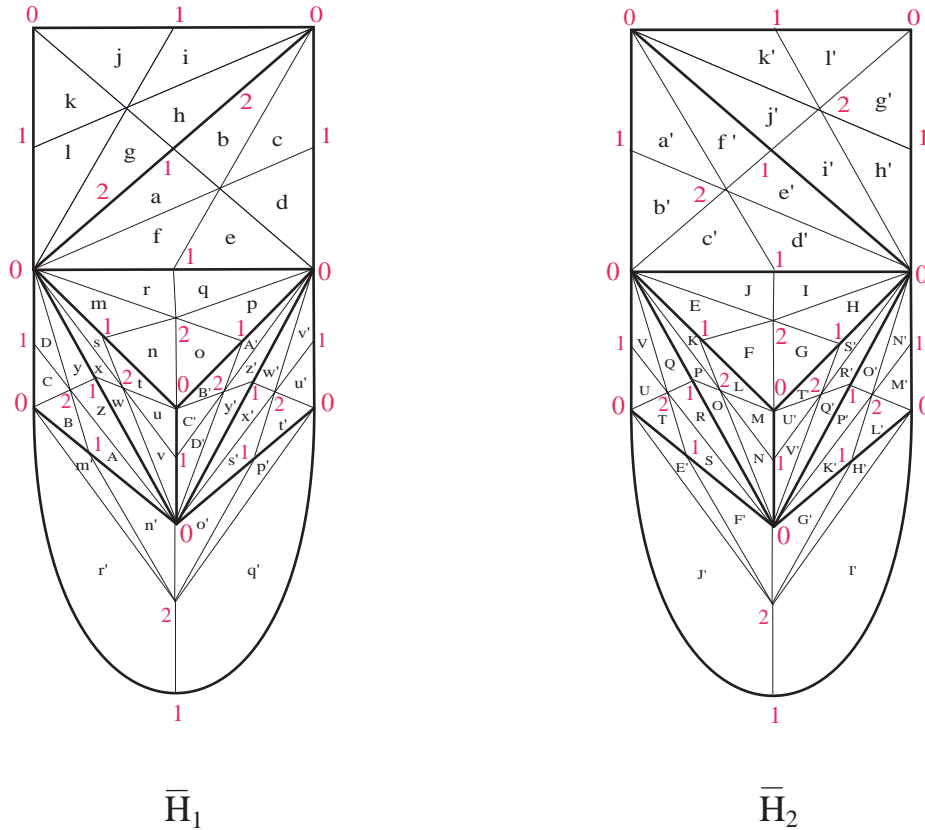 0 1 0 0 1 0
j i k' l'
k 2 2 g'
h j'
1 b c 1 1 a' f ' 1 h'
l g 1 1 i'
2 a d b' 2 e'
f e c' d'
0 1 0 0 1 0
m r q p E J I H
1 D s 1 2 1 A' v' 1 1 V K 1 2 1 S' N' 1
n o F G
C y x 1 2 t 0 B' 2 z' 1 w' u' U Q P 1 2 L 0 T' 2 R' 1 O' M'
0 2 B z w u C' y' x' 2 t' 0 0 2 T R O M U' Q' P' 2 L' 0
m' 1 A v 1 D' s' 1 p' E' 1 S N 1 V' K' 1 H'
n' 0 o' F' 0 G'
r' q' J' I'
2 2
1 1
H1 H2